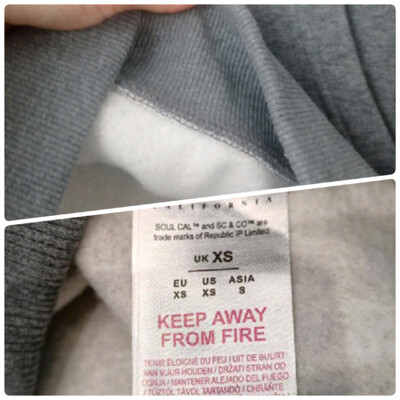 CALIFORNIA
SOUL CAL™ and SC & CO™ are
trade marks of Republic IP Limited
UK XS
EU US ASIA
XS XS S
KEEP AWAY
FROM FIRE
TENIR ÉLOIGNÉ DU FEU / UIT DE BUURT
VAN VUUR HOUDEN / DRŽATI STRAN OD
OGNJA / MANTENER ALEJADO DEL FUEGO
/ TŰZTŐL TÁVOL TARTANDÓ / CHRÁNTE